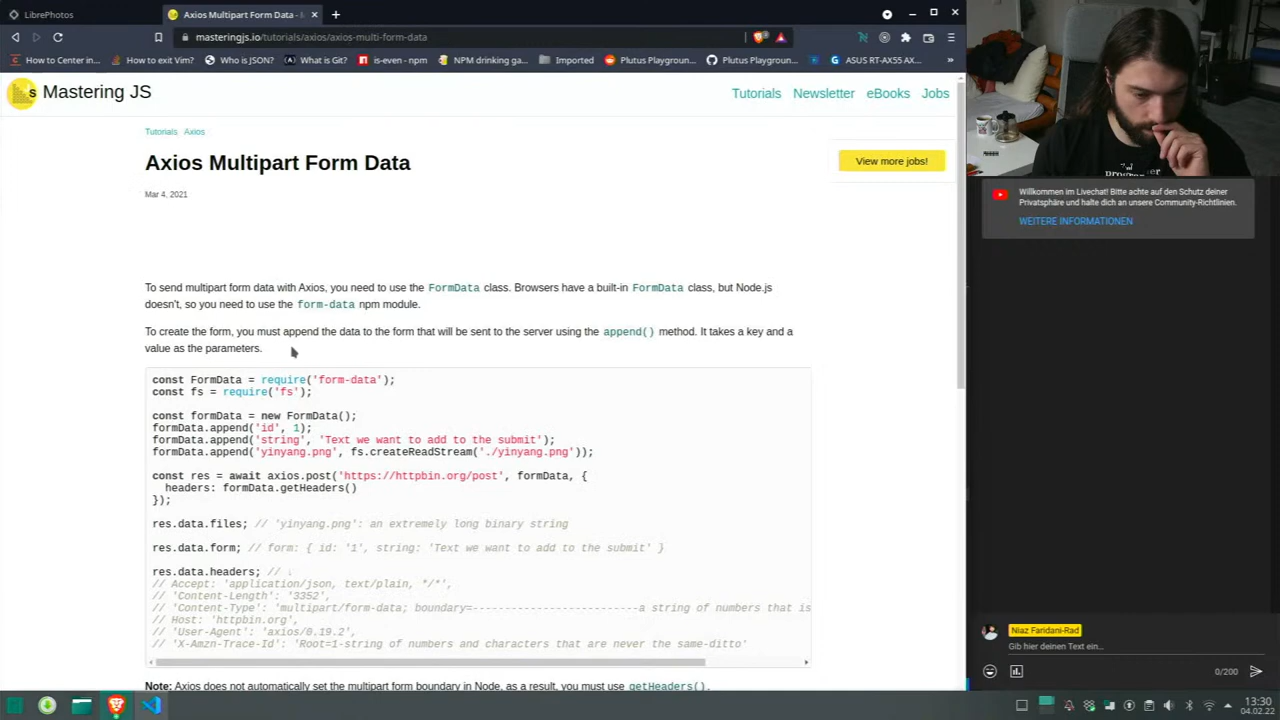 LibrePhotos
Axios Multipart Form Data -
masteringjs.io/tutorials/axios/axios-multi-form-data
How to Center in…
How to exit Vim?
Who is JSON?
What is Git?
is-even - npm
NPM drinking ga…
Imported
Plutus Playgroun…
Plutus Playgroun…
ASUS RT-AX55 AX…
Mastering JS
Tutorials
Newsletter
eBooks
Jobs
Tutorials Axios
Axios Multipart Form Data
Mar 4, 2021
View more jobs!
To send multipart form data with Axios, you need to use the FormData class. Browsers have a built-in FormData class, but Node.js
doesn't, so you need to use the form-data npm module.
To create the form, you must append the data to the form that will be sent to the server using the append() method. It takes a key and a
value as the parameters.
const FormData = require('form-data');
const fs = require('fs');
const formData = new FormData();
formData.append('id', 1);
formData.append('string', 'Text we want to add to the submit');
formData.append('yinyang.png', fs.createReadStream('./yinyang.png'));
const res = await axios.post('https://httpbin.org/post', formData, {
headers: formData.getHeaders()
});
res.data.files; // 'yinyang.png': an extremely long binary string
res.data.form; // form: { id: '1', string: 'Text we want to add to the submit' }
res.data.headers; // ↓
// Accept: 'application/json, text/plain, */*',
// 'Content-Length': '3352',
// 'Content-Type': 'multipart/form-data; boundary=--------------------------a string of numbers that is
// Host: 'httpbin.org',
// 'User-Agent': 'axios/0.19.2',
// 'X-Amzn-Trace-Id': 'Root=1-string of numbers and characters that are never the same-ditto'
Note: Axios does not automatically set the multipart form boundary in Node, as a result, you must use getHeaders().
Willkommen im Livechat! Bitte achte auf den Schutz deiner
Privatsphäre und halte dich an unsere Community-Richtlinien.
WEITERE INFORMATIONEN
Niaz Faridani-Rad
Gib hier deinen Text ein…
0/200
13:30
04.02.22